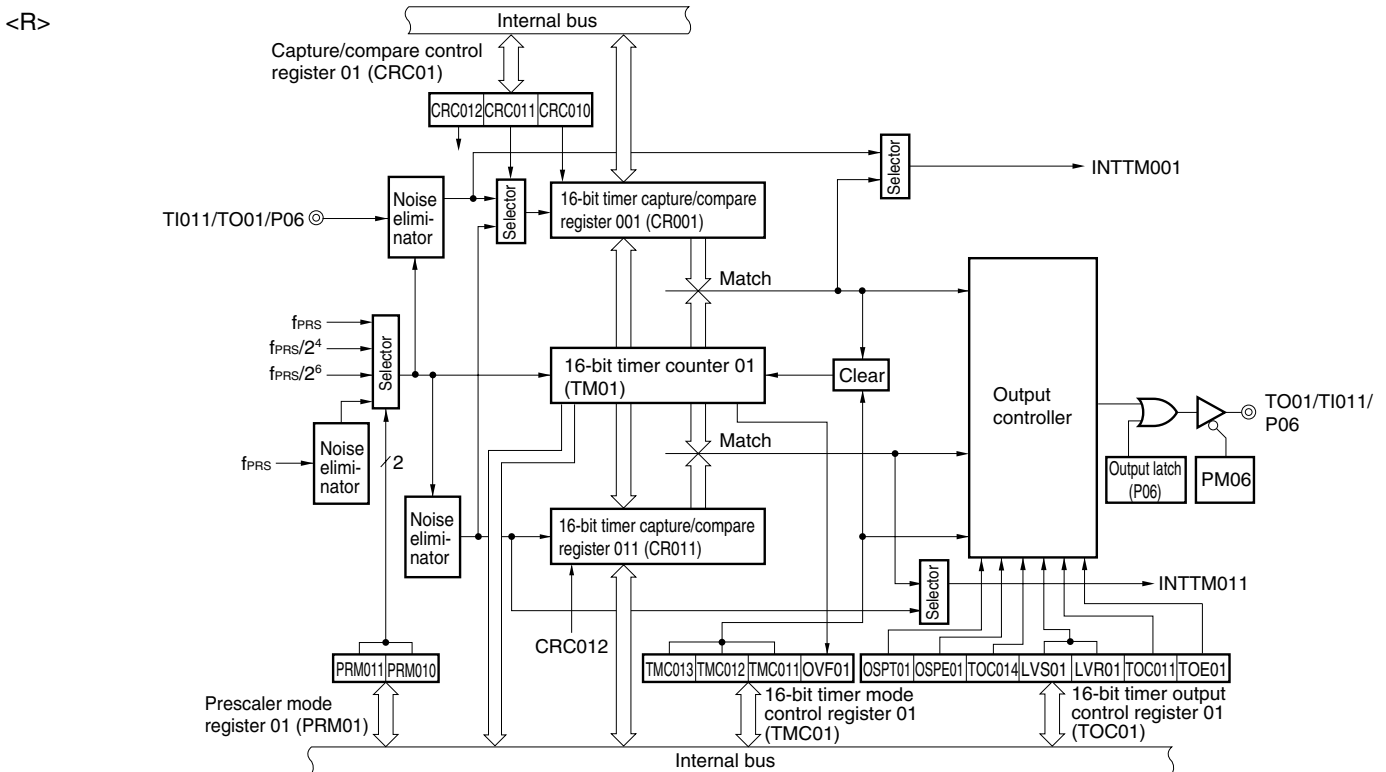 <R>
Internal bus
Capture/compare control
register 01 (CRC01)
CRC012 CRC011 CRC010
Selector
INTTM001
TI011/TO01/P06
Noise
elimi-
nator
Selector
16-bit timer capture/compare
register 001 (CR001)
Match
fPRS
fPRS/2^4
fPRS/2^6
Selector
16-bit timer counter 01
(TM01)
Clear
Output
controller
TO01/TI011/
P06
Output latch
(P06)
PM06
fPRS
Noise
elimi-
nator
2
Match
Noise
elimi-
nator
16-bit timer capture/compare
register 011 (CR011)
Selector
INTTM011
CRC012
PRM011 PRM010
TMC013 TMC012 TMC011 OVF01
OSPT01 OSPE01 TOC014 LVS01 LVR01 TOC011 TOE01
Prescaler mode
register 01 (PRM01)
16-bit timer mode
control register 01
(TMC01)
16-bit timer output
control register 01
(TOC01)
Internal bus